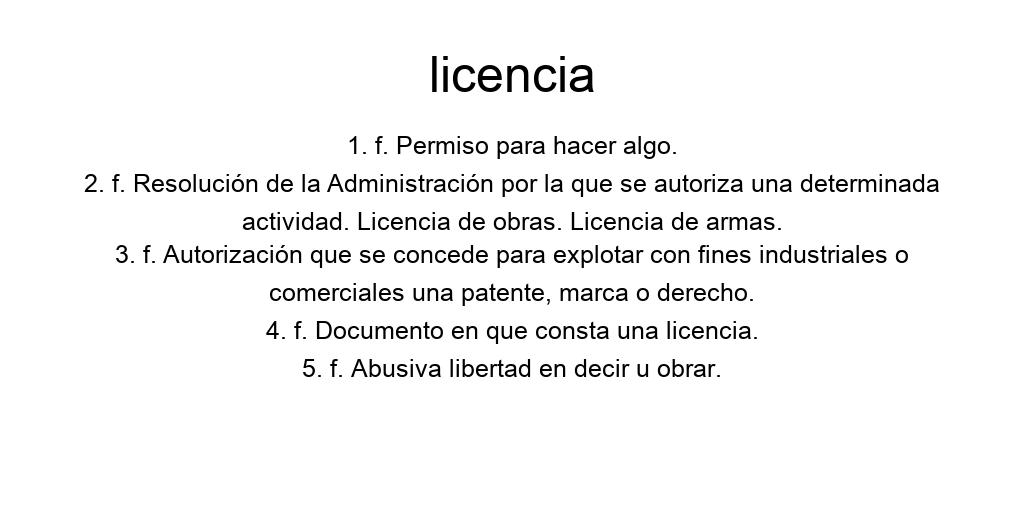 licencia
1. f. Permiso para hacer algo.
2. f. Resolución de la Administración por la que se autoriza una determinada
actividad. Licencia de obras. Licencia de armas.
3. f. Autorización que se concede para explotar con fines industriales o
comerciales una patente, marca o derecho.
4. f. Documento en que consta una licencia.
5. f. Abusiva libertad en decir u obrar.